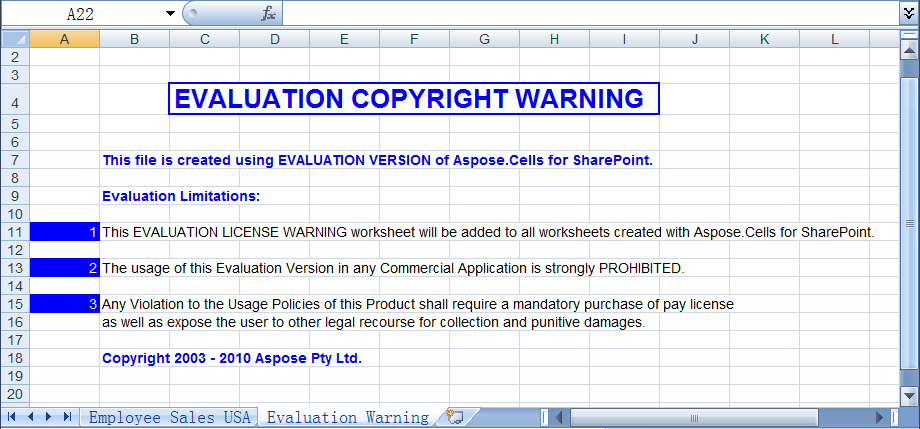 A22
fx
A B C D E F G H I J K L
2
3
4 EVALUATION COPYRIGHT WARNING
5
6
7 This file is created using EVALUATION VERSION of Aspose.Cells for SharePoint.
8
9 Evaluation Limitations:
10
11 1 This EVALUATION LICENSE WARNING worksheet will be added to all worksheets created with Aspose.Cells for SharePoint.
12
13 2 The usage of this Evaluation Version in any Commercial Application is strongly PROHIBITED.
14
15 3 Any Violation to the Usage Policies of this Product shall require a mandatory purchase of pay license
16 as well as expose the user to other legal recourse for collection and punitive damages.
17
18 Copyright 2003 - 2010 Aspose Pty Ltd.
19
20
Employee Sales USA Evaluation Warning